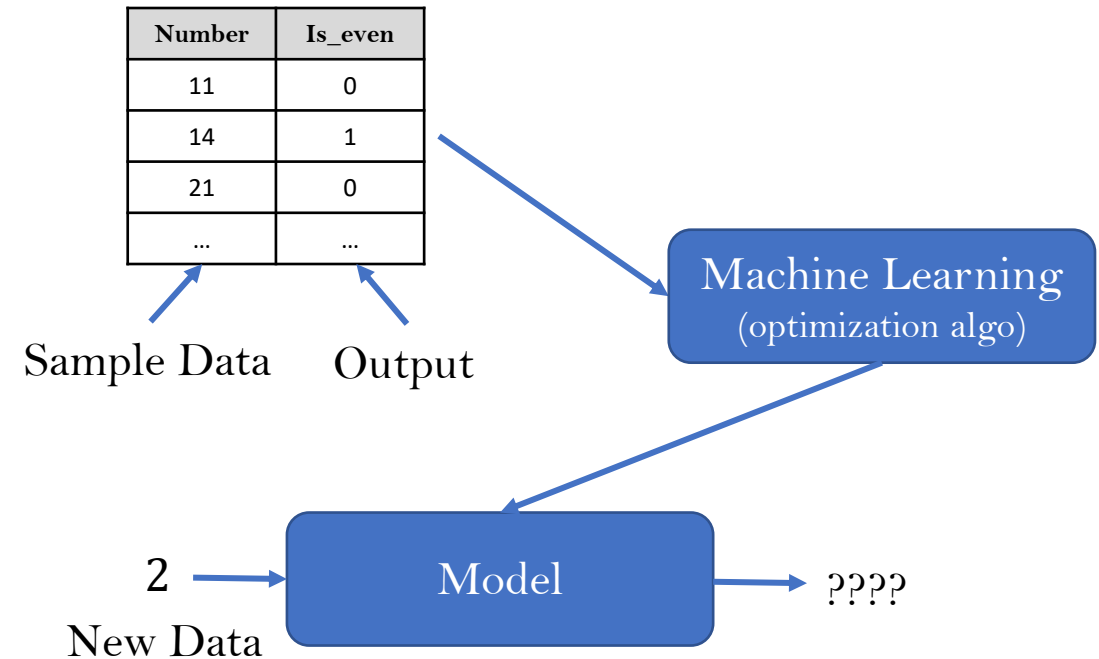 Number Is_even
11 0
14 1
21 0
... ...
Sample Data Output
Machine Learning
(optimization algo)
2
New Data
Model
????